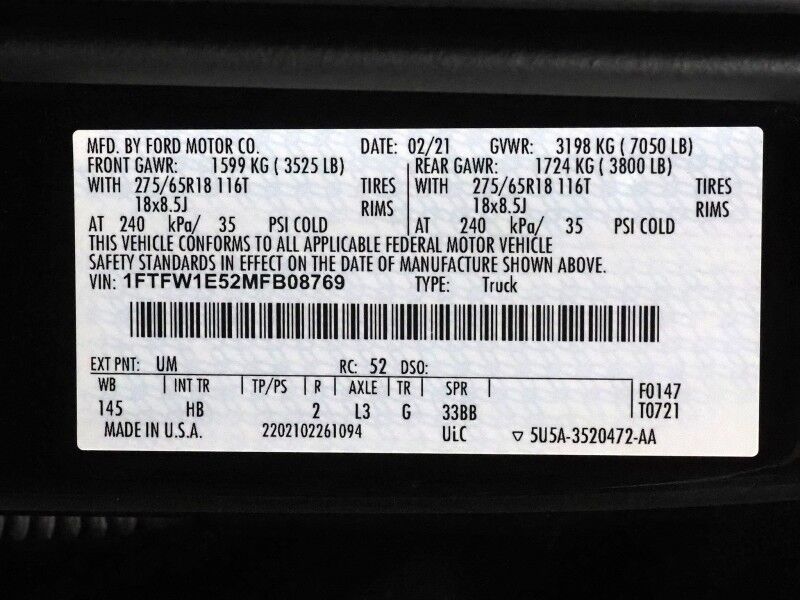 MFD. BY FORD MOTOR CO. DATE: 02/21 GVWR: 3198 KG ( 7050 LB)
FRONT GAWR: 1599 KG ( 3525 LB) REAR GAWR: 1724 KG ( 3800 LB)
WITH 275/65R18 116T TIRES WITH 275/65R18 116T TIRES
18x8.5J RIMS 18x8.5J RIMS
AT 240 kPa/ 35 PSI COLD AT 240 kPa/ 35 PSI COLD
THIS VEHICLE CONFORMS TO ALL APPLICABLE FEDERAL MOTOR VEHICLE
SAFETY STANDARDS IN EFFECT ON THE DATE OF MANUFACTURE SHOWN ABOVE.
VIN: 1FTFW1E52MFB08769 TYPE: Truck
EXT PNT: UM RC: 52 DSO:
WB INT TR TP/PS R AXLE TR SPR F0147
145 HB 2 L3 G 33BB T0721
MADE IN U.S.A. 2202102261094 UiLC ▽ 5U5A-3520472-AA